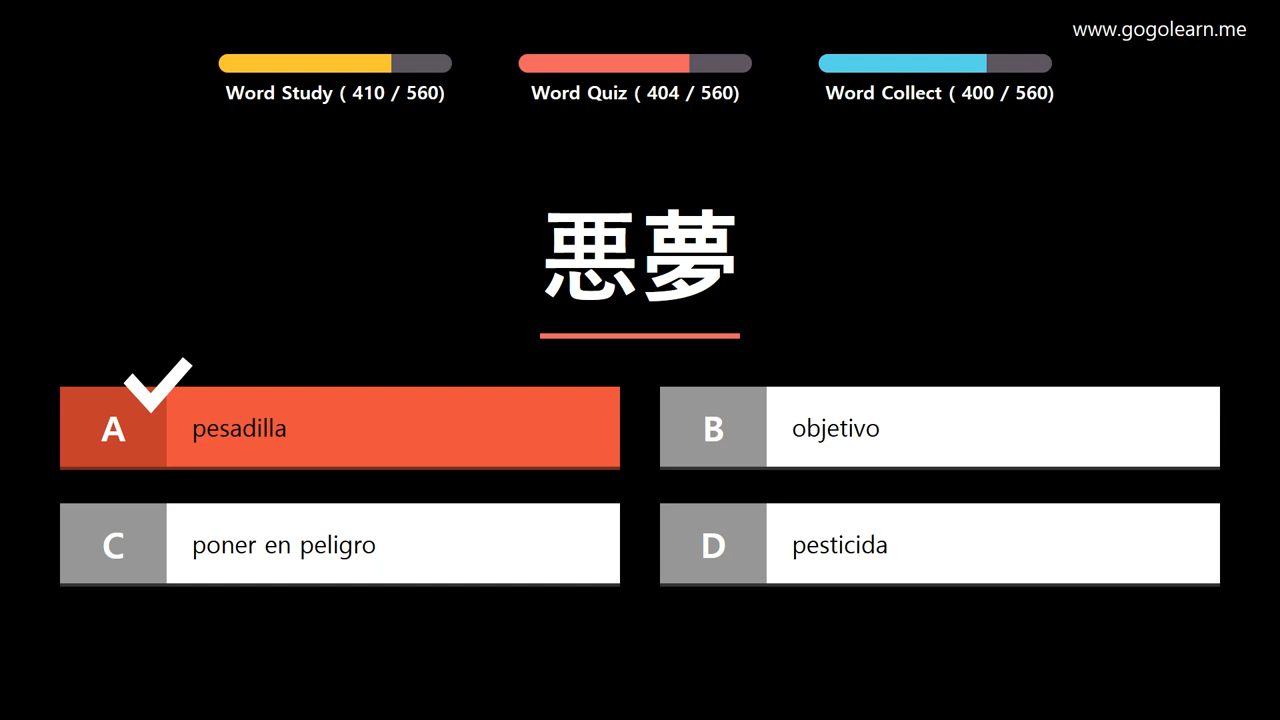 www.gogolearn.me
Word Study ( 410 / 560)
Word Quiz ( 404 / 560)
Word Collect ( 400 / 560)
悪夢
A pesadilla
B objetivo
C poner en peligro
D pesticida